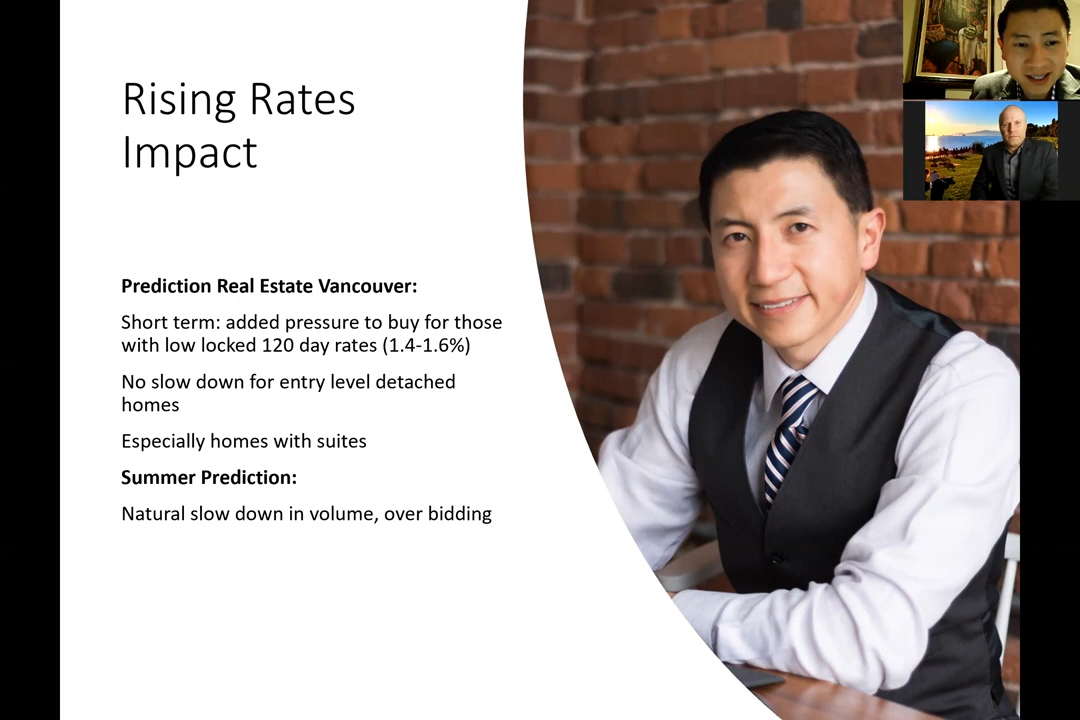 Rising Rates
Impact
Prediction Real Estate Vancouver:
Short term: added pressure to buy for those
with low locked 120 day rates (1.4-1.6%)
No slow down for entry level detached
homes
Especially homes with suites
Summer Prediction:
Natural slow down in volume, over bidding